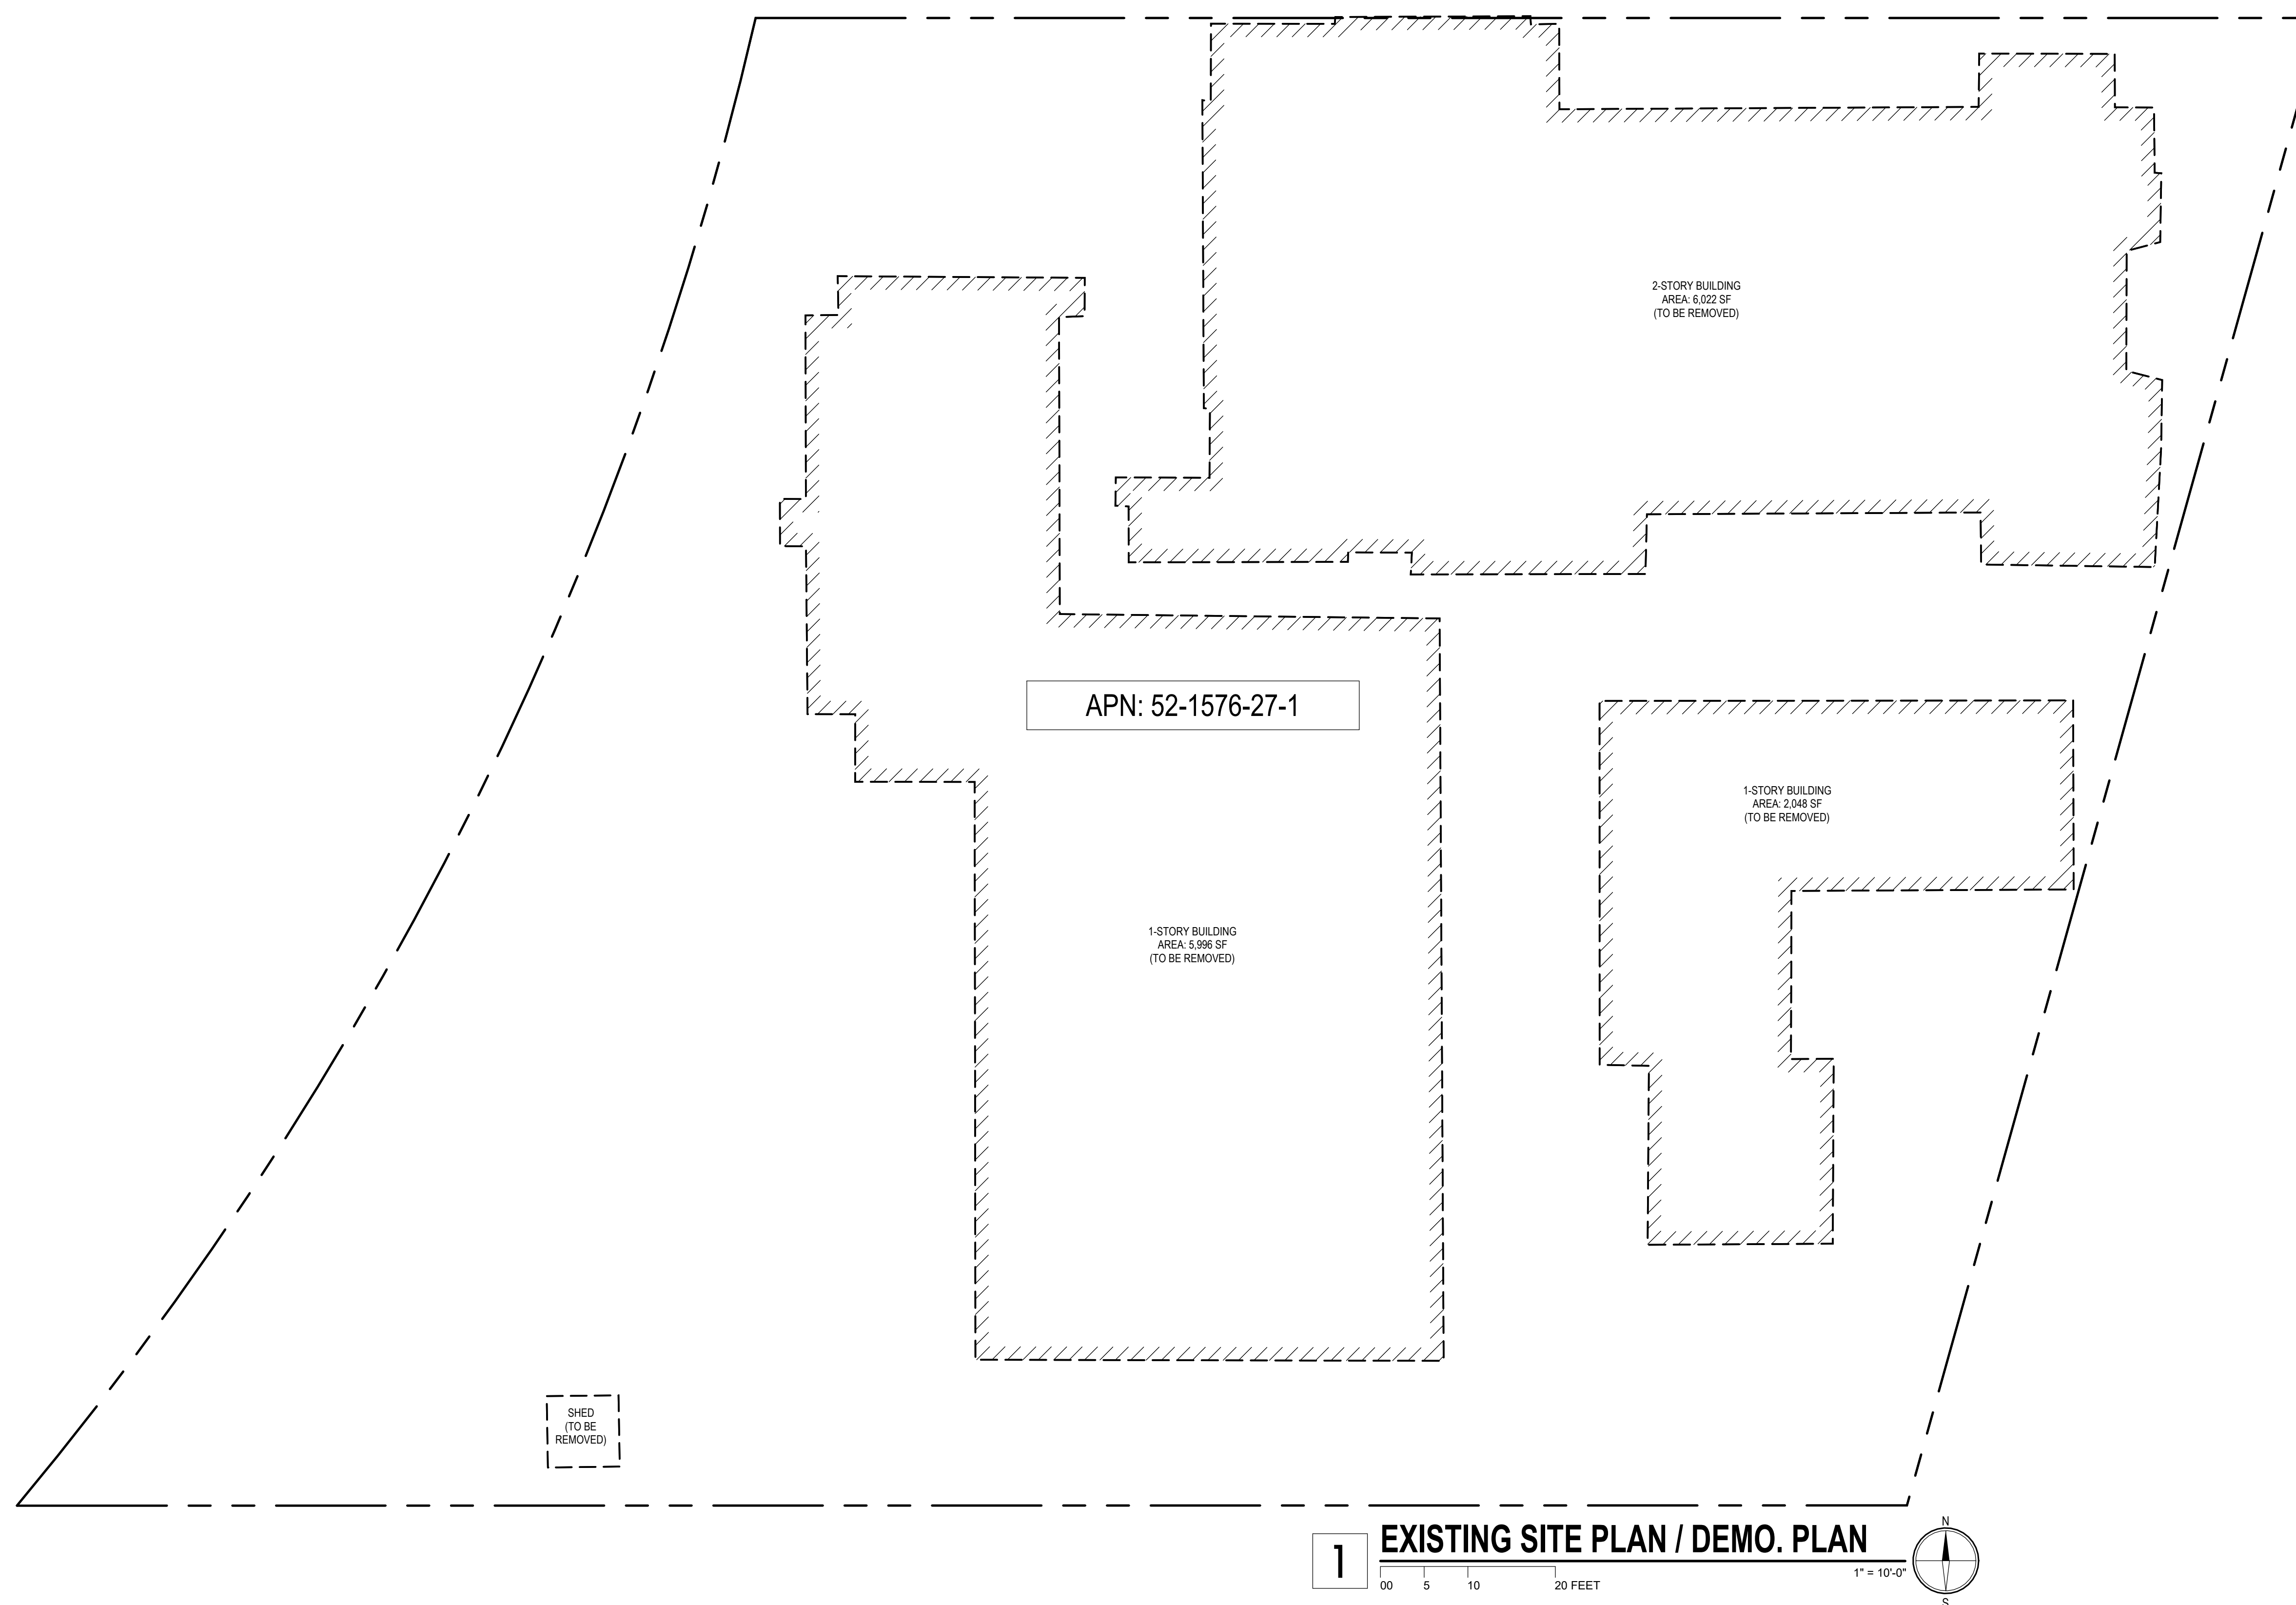 2-STORY BUILDING
AREA: 6,022 SF
(TO BE REMOVED)
APN: 52-1576-27-1
1-STORY BUILDING
AREA: 2,048 SF
(TO BE REMOVED)
1-STORY BUILDING
AREA: 5,996 SF
(TO BE REMOVED)
SHED
(TO BE
REMOVED)
1
EXISTING SITE PLAN / DEMO. PLAN
00 5 10 20 FEET
1" = 10'-0"
N
S